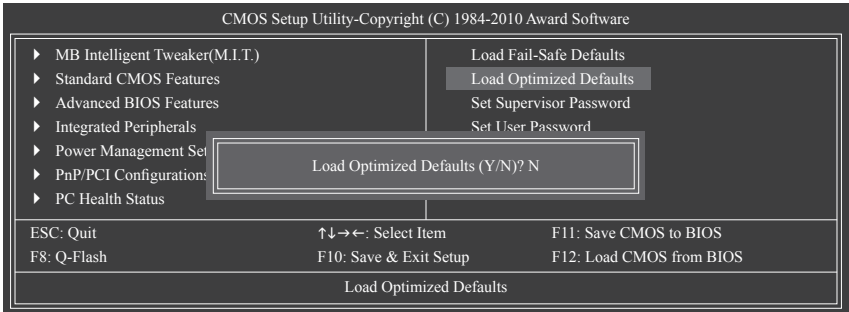 CMOS Setup Utility-Copyright (C) 1984-2010 Award Software
MB Intelligent Tweaker(M.I.T.)
Standard CMOS Features
Advanced BIOS Features
Integrated Peripherals
Power Management Set
PnP/PCI Configurations
PC Health Status
Load Fail-Safe Defaults
Load Optimized Defaults
Set Supervisor Password
Set User Password
Load Optimized Defaults (Y/N)? N
ESC: Quit
↑↓→←: Select Item
F11: Save CMOS to BIOS
F8: Q-Flash
F10: Save & Exit Setup
F12: Load CMOS from BIOS
Load Optimized Defaults